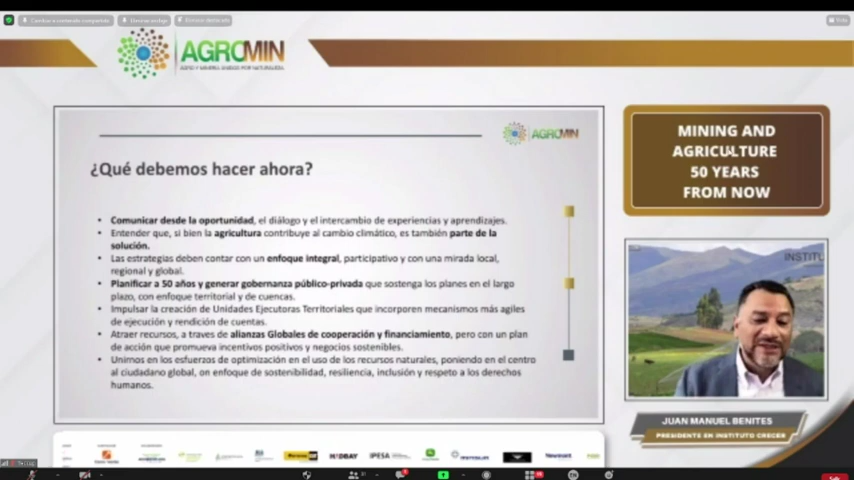 AGROMIN
AGROMIN
¿Qué debemos hacer ahora?
• Comunicar desde la oportunidad, el diálogo y el intercambio de experiencias y aprendizajes.
• Entender que, si bien la agricultura contribuye al cambio climático, es también parte de la
solución.
• Las estrategias deben contar con un enfoque integral, participativo y con una mirada local,
regional y global.
• Planificar a 50 años y generar gobernanza público-privada que sostenga los planes en el largo
plazo, con enfoque territorial y de cuencas.
• Impulsar la creación de Unidades Ejecutoras Territoriales que incorporen mecanismos más agiles
de ejecución y rendición de cuentas.
• Atraer recursos, a traves de alianzas Globales de cooperación y financiamiento, pero con un plan
de acción que promueva incentivos positivos y negocios sostenibles.
• Unirnos en los esfuerzos de optimización en el uso de los recursos naturales, poniendo en el centro
al ciudadano global, on enfoque de sostenibilidad, resiliencia, inclusión y respeto a los derechos
humanos.
MINING AND
AGRICULTURE
50 YEARS
FROM NOW
INSTITU
JUAN MANUEL BENITES
PRESIDENTE EN INSTITUTO CRECER
HUDBAY
IPESA
Newmont